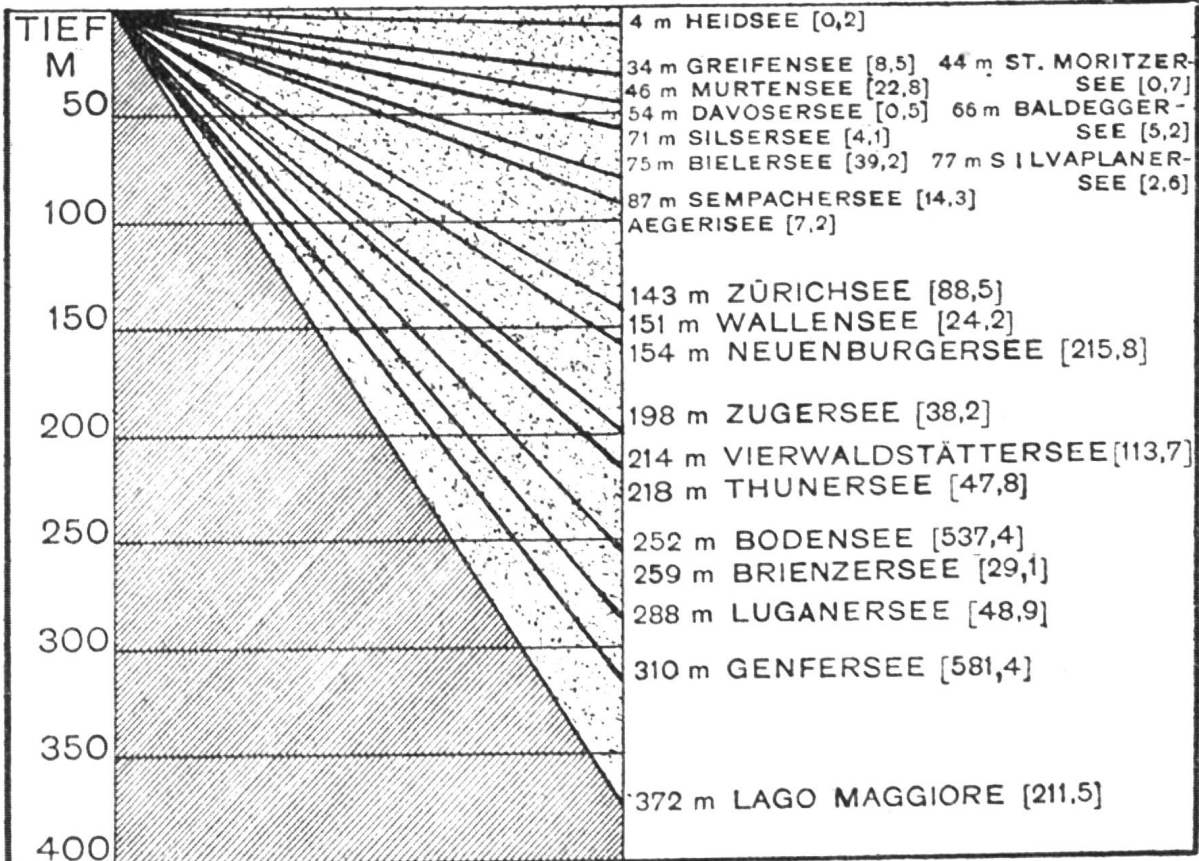 TIEF
M
50
100
150
200
250
300
350
400
4 m HEIDSEE [0,2]
34 m GREIFENSEE [8,5] 44 m ST. MORITZER-
SEE [0,7]
46 m MURTENSEE [22,8]
54 m DAVOSERSEE [0,5] 66 m BALDEGGER-
SEE [5,2]
71 m SILSERSEE [4,1]
75 m BIELERSEE [39,2] 77 m SILVAPLANER-
SEE [2,6]
87 m SEMPACHERSEE [14,3]
AEGERISEE [7,2]
143 m ZÜRICHSEE [88,5]
151 m WALLENSEE [24,2]
154 m NEUENBURGERSEE [215,8]
198 m ZUGERSEE [38,2]
214 m VIERWALDSTÄTTERSEE [113,7]
218 m THUNERSEE [47,8]
252 m BODENSEE [537,4]
259 m BRIENZERSEE [29,1]
288 m LUGANERSEE [48,9]
310 m GENFERSEE [581,4]
372 m LAGO MAGGIORE [211,5]